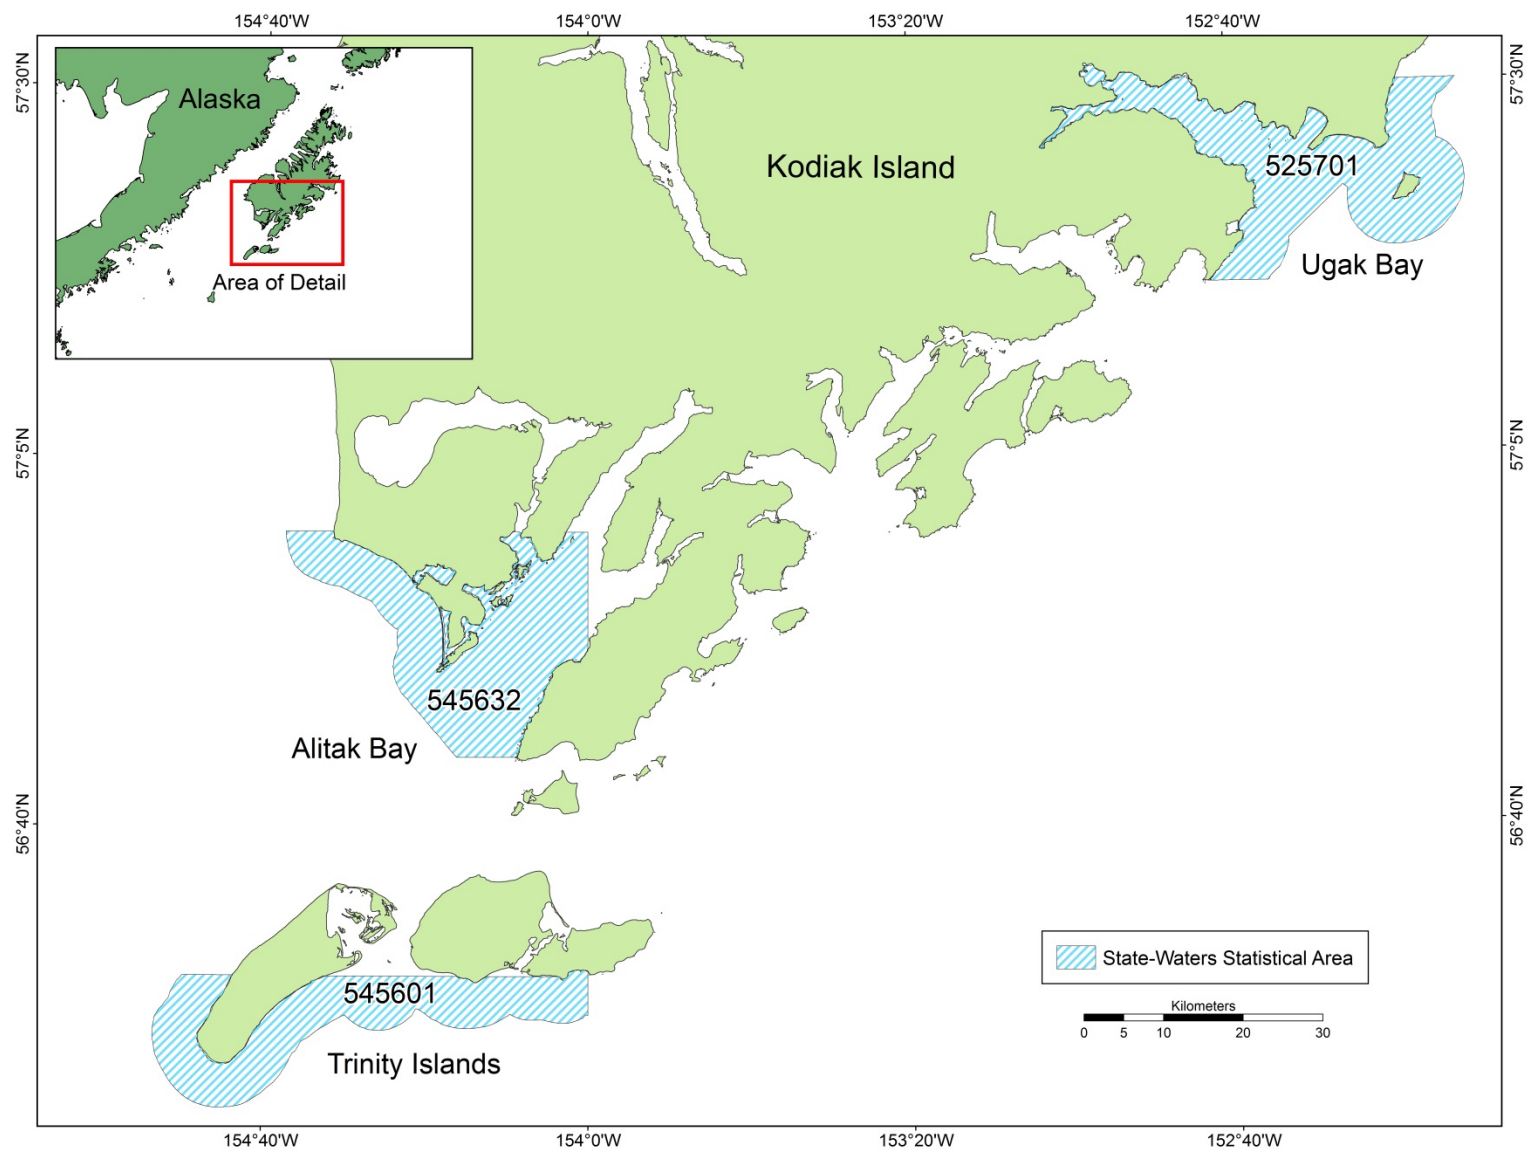 154°40'W 154°0'W 153°20'W 152°40'W
57°30'N
57°30'N
Alaska
Area of Detail
Kodiak Island
525701
Ugak Bay
57°5'N
57°5'N
545632
Alitak Bay
56°40'N
56°40'N
545601
Trinity Islands
State-Waters Statistical Area
Kilometers
0 5 10 20 30
154°40'W 154°0'W 153°20'W 152°40'W